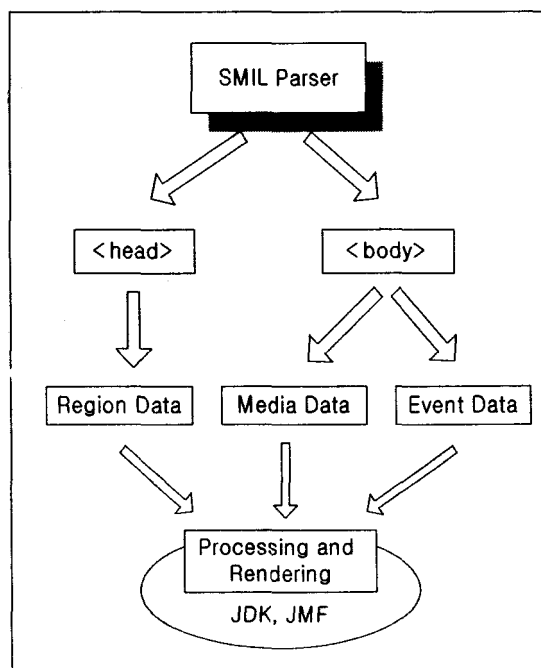 SMIL Parser
<head>
<body>
Region Data
Media Data
Event Data
Processing and
Rendering
JDK, JMF